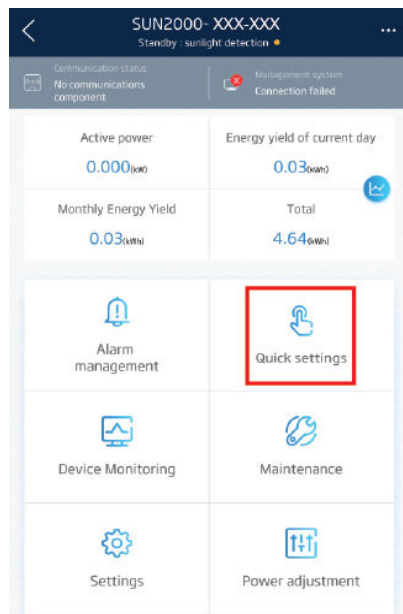 SUN2000- XXX-XXX
Standby : sunlight detection
Communication status
No communications
component
Management system
Connection failed
Active power
0.000(kW)
Energy yield of current day
0.03(kWh)
Monthly Energy Yield
0.03(kWh)
Total
4.64(kWh)
Alarm
management
Quick settings
Device Monitoring
Maintenance
Settings
Power adjustment